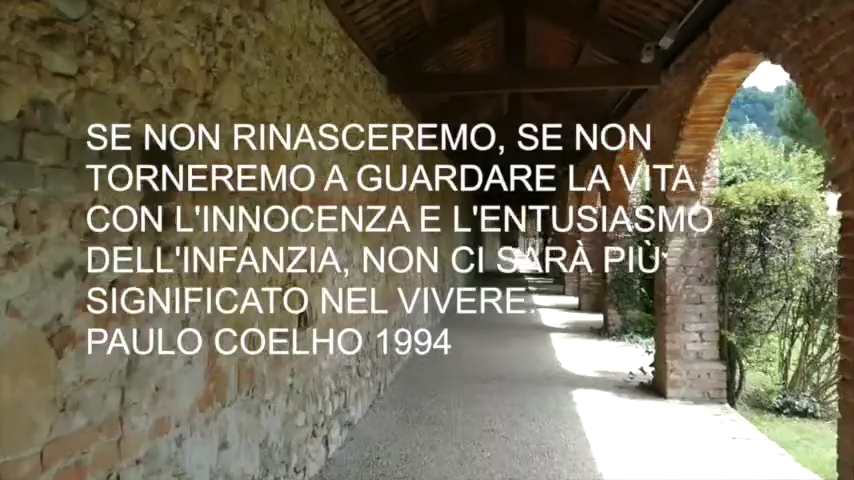 SE NON RINASCEREMO, SE NON
TORNEREMO A GUARDARE LA VITA
CON L'INNOCENZA E L'ENTUSIASMO
DELL'INFANZIA, NON CI SARÀ PIÙ
SIGNIFICATO NEL VIVERE.
PAULO COELHO 1994